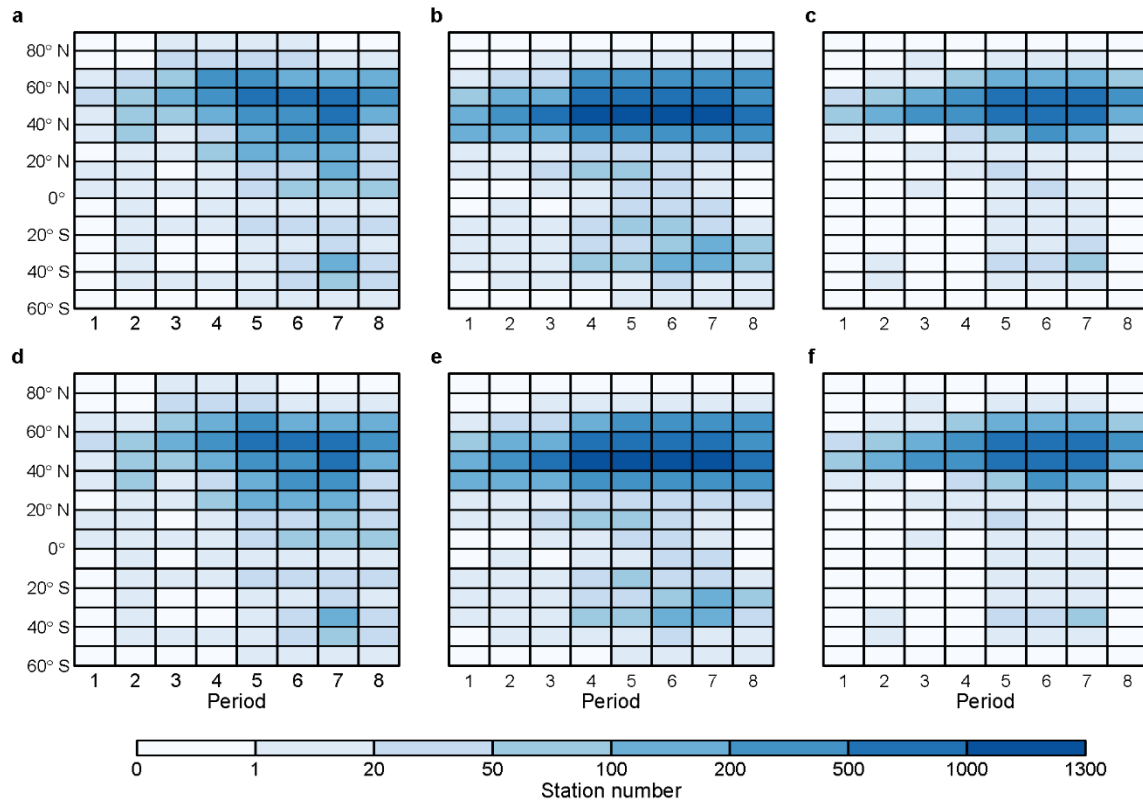 a
b
c
80° N
60° N
40° N
20° N
0°
20° S
40° S
60° S
1 2 3 4 5 6 7 8
1 2 3 4 5 6 7 8
1 2 3 4 5 6 7 8
d
e
f
80° N
60° N
40° N
20° N
0°
20° S
40° S
60° S
1 2 3 4 5 6 7 8
1 2 3 4 5 6 7 8
1 2 3 4 5 6 7 8
Period
Period
Period
0 1 20 50 100 200 500 1000 1300
Station number